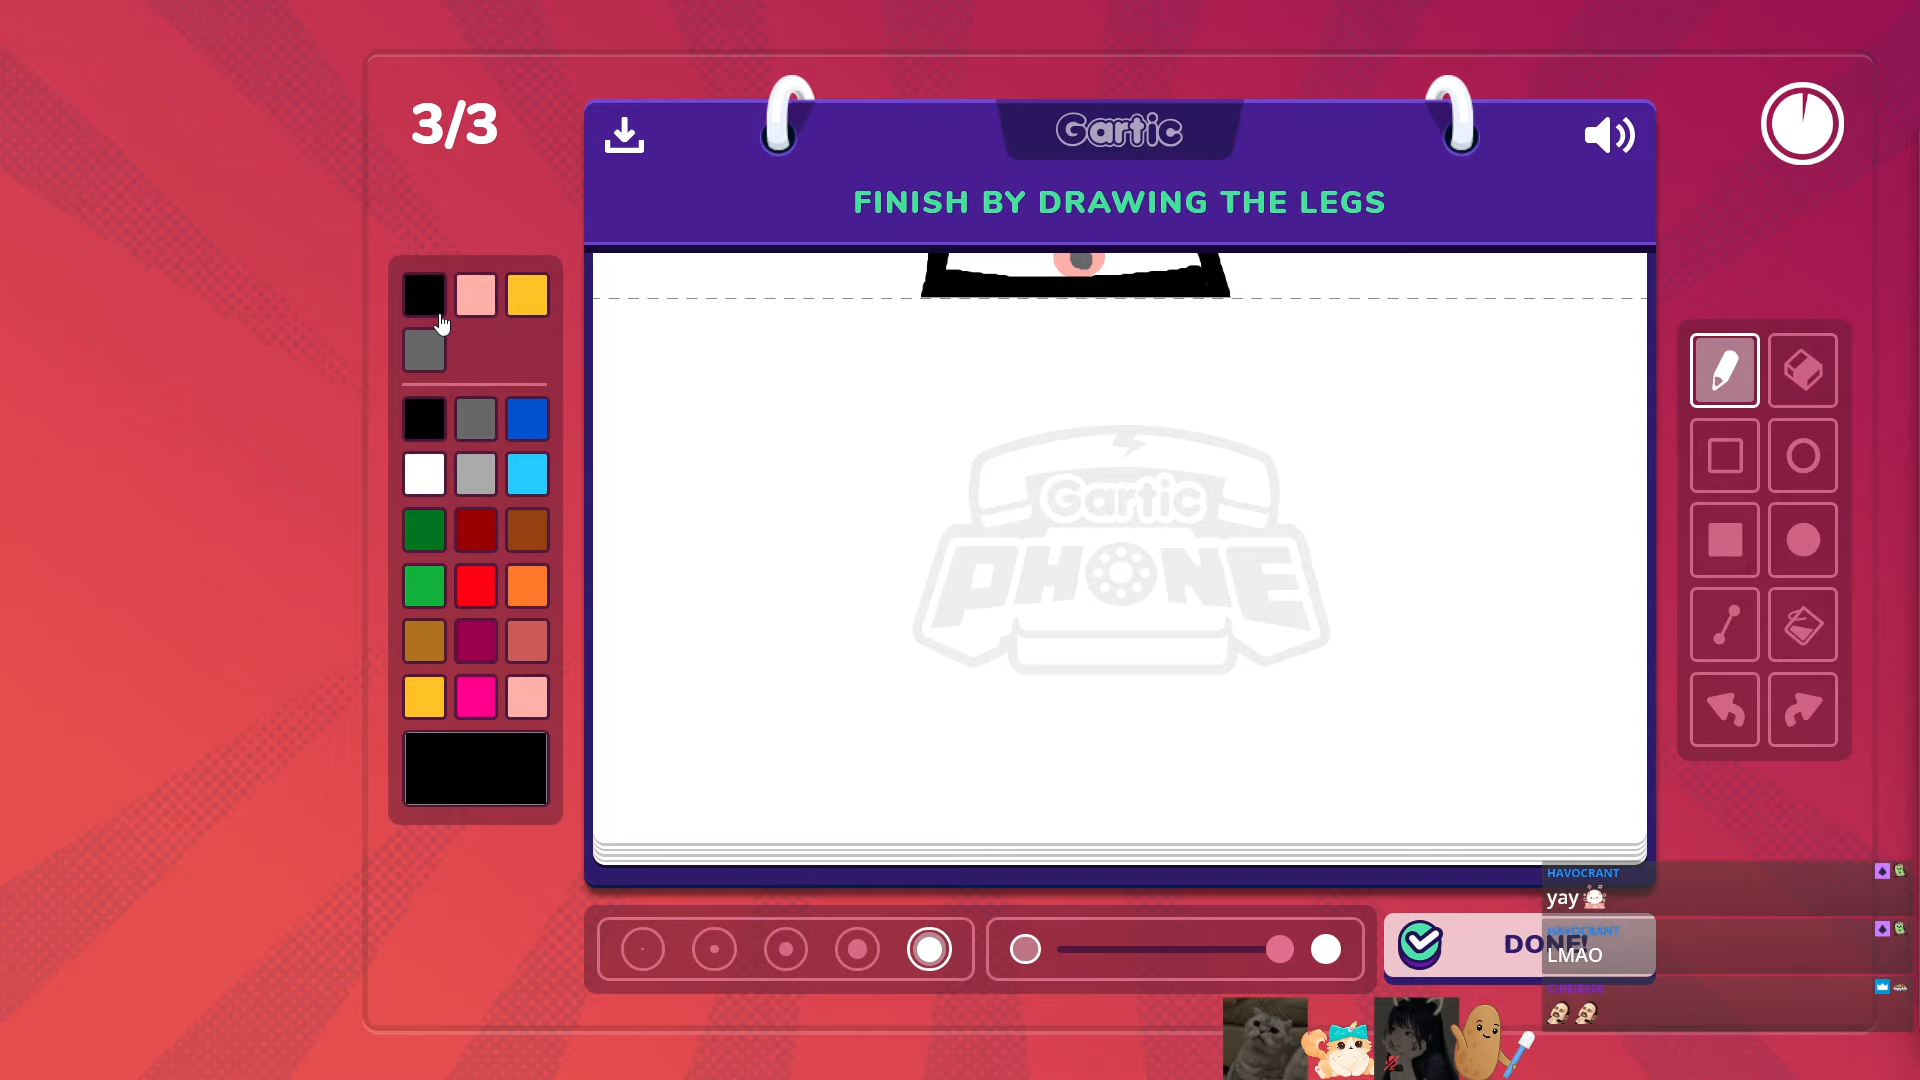 3/3
Gartic
FINISH BY DRAWING THE LEGS
Gartic
PHONE
DONE!
HAVOCRANT
yay
HAVOCRANT
LMAO